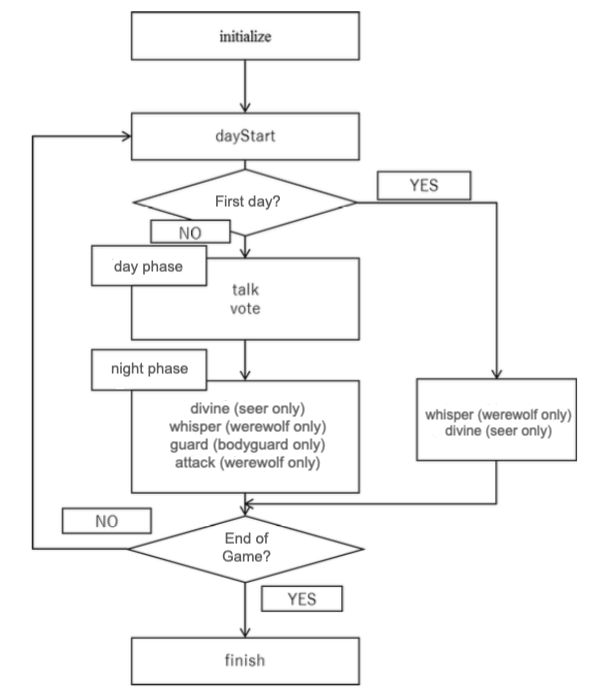 initialize
dayStart
First day?
YES
NO
day phase
talk
vote
night phase
divine (seer only)
whisper (werewolf only)
guard (bodyguard only)
attack (werewolf only)
whisper (werewolf only)
divine (seer only)
NO
End of
Game?
YES
finish